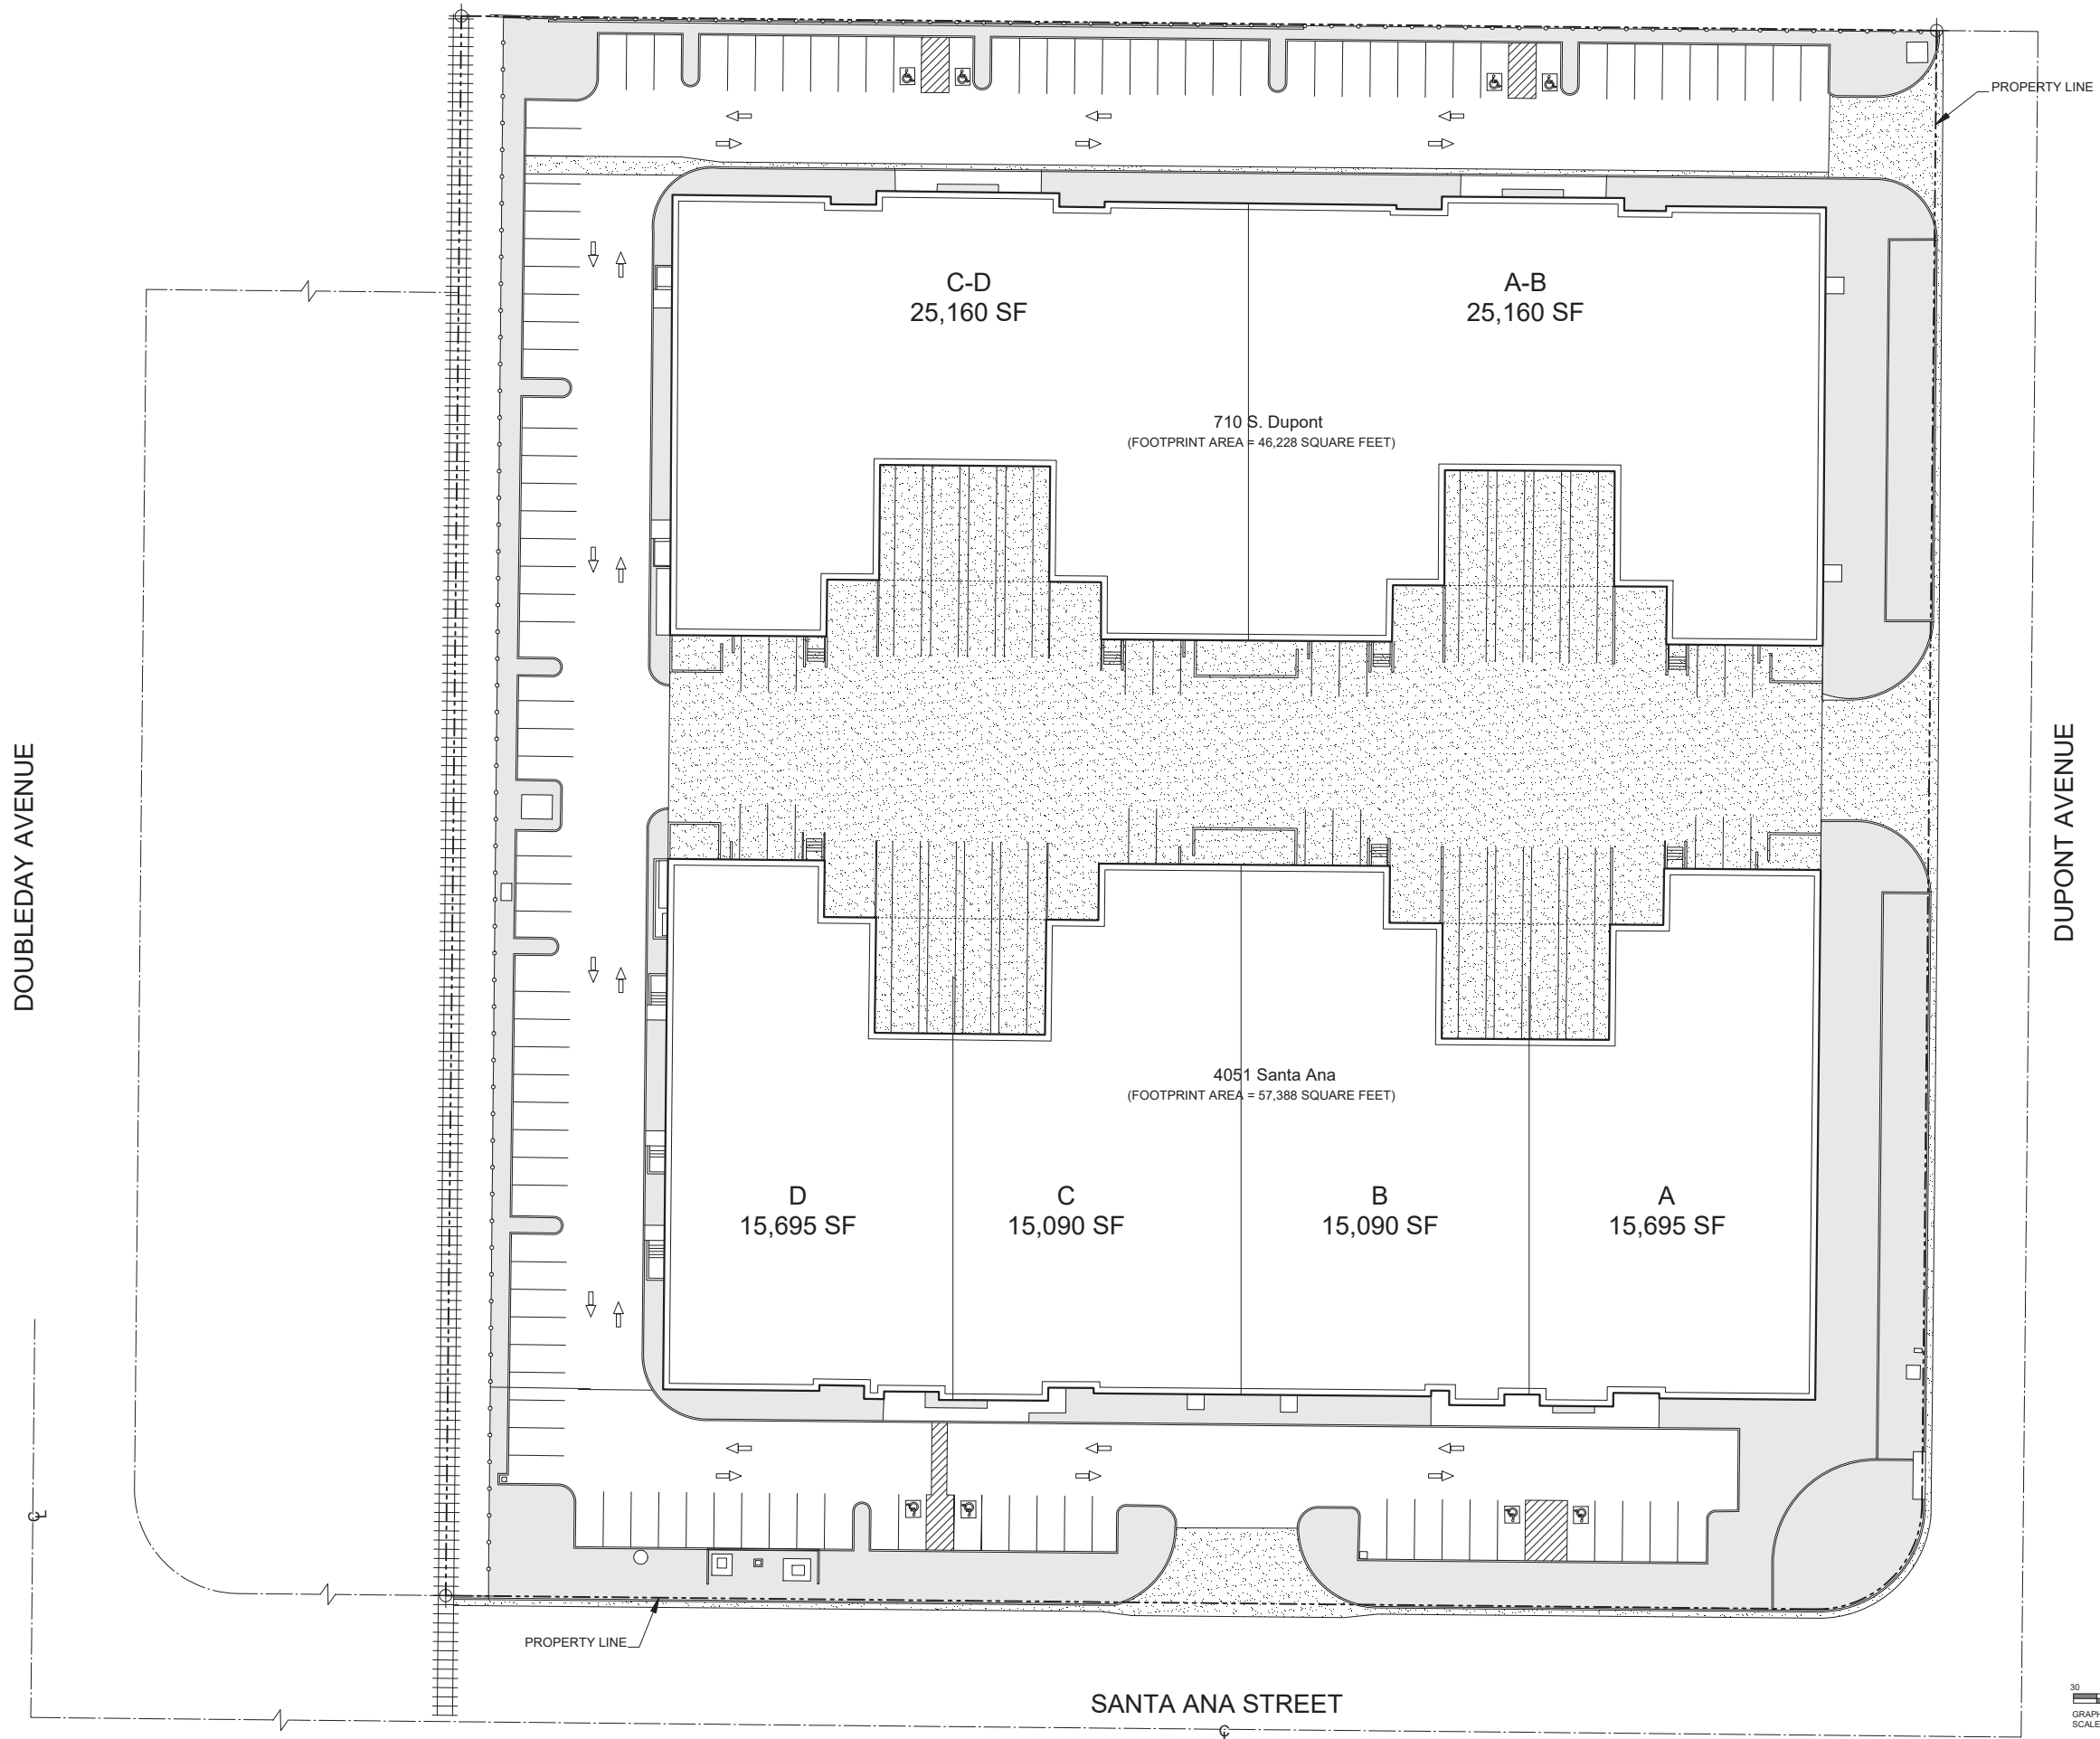 PROPERTY LINE
C-D
25,160 SF
A-B
25,160 SF
710 S. Dupont
(FOOTPRINT AREA = 46,228 SQUARE FEET)
DOUBLEDAY AVENUE
DUPONT AVENUE
4051 Santa Ana
(FOOTPRINT AREA = 57,388 SQUARE FEET)
D
15,695 SF
C
15,090 SF
B
15,090 SF
A
15,695 SF
PROPERTY LINE
SANTA ANA STREET
30
GRAPH
SCALE